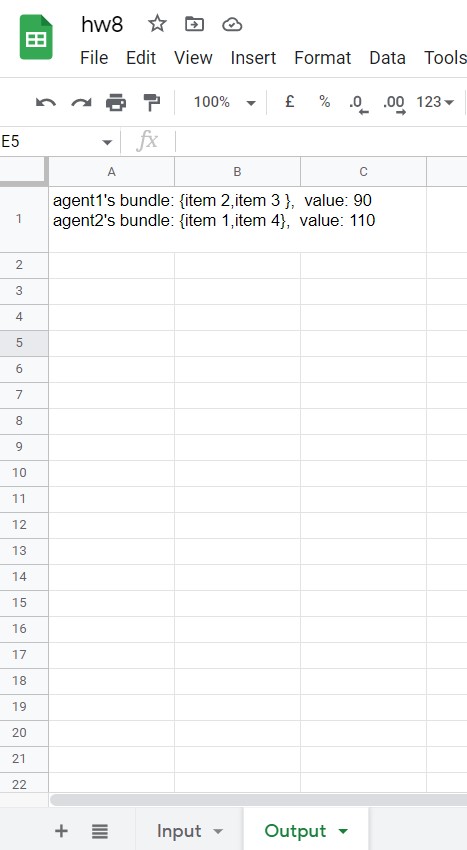 hw8
File Edit View Insert Format Data Tools
100% £ % .0 .00 123
E5 fx
A B C
1 agent1's bundle: {item 2,item 3 }, value: 90
agent2's bundle: {item 1,item 4}, value: 110
2
3
4
5
6
7
8
9
10
11
12
13
14
15
16
17
18
19
20
21
22
+ Input Output